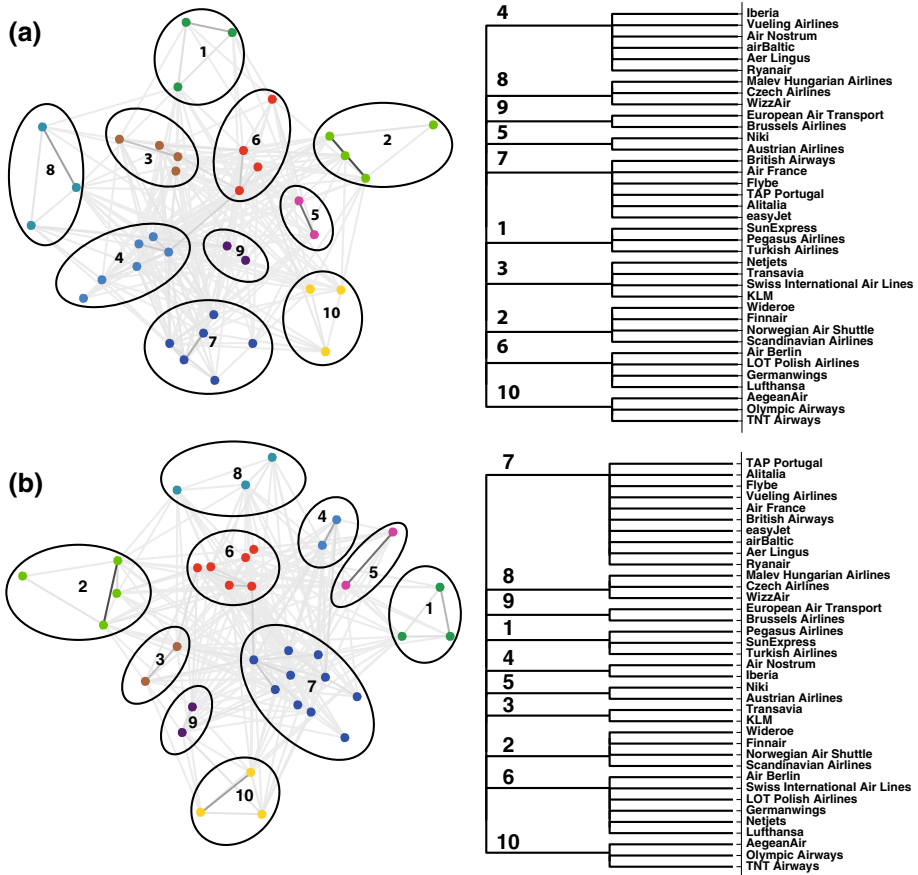 (a)
1
2
3
4
5
6
7
8
9
10
4
8
9
5
7
1
3
2
6
10
Iberia
Vueling Airlines
Air Nostrum
airBaltic
Aer Lingus
Ryanair
Malev Hungarian Airlines
Czech Airlines
WizzAir
European Air Transport
Brussels Airlines
Niki
Austrian Airlines
British Airways
Air France
Flybe
TAP Portugal
Alitalia
easyJet
SunExpress
Pegasus Airlines
Turkish Airlines
Netjets
Transavia
Swiss International Air Lines
KLM
Wideroe
Finnair
Norwegian Air Shuttle
Scandinavian Airlines
Air Berlin
LOT Polish Airlines
Germanwings
Lufthansa
AegeanAir
Olympic Airways
TNT Airways
(b)
8
4
6
5
2
1
3
7
9
10
7
8
9
1
4
5
3
2
6
10
TAP Portugal
Alitalia
Flybe
Vueling Airlines
Air France
British Airways
easyJet
airBaltic
Aer Lingus
Ryanair
Malev Hungarian Airlines
Czech Airlines
WizzAir
European Air Transport
Brussels Airlines
Pegasus Airlines
SunExpress
Turkish Airlines
Air Nostrum
Iberia
Niki
Austrian Airlines
Transavia
KLM
Wideroe
Finnair
Norwegian Air Shuttle
Scandinavian Airlines
Air Berlin
Swiss International Air Lines
LOT Polish Airlines
Germanwings
Netjets
Lufthansa
AegeanAir
Olympic Airways
TNT Airways